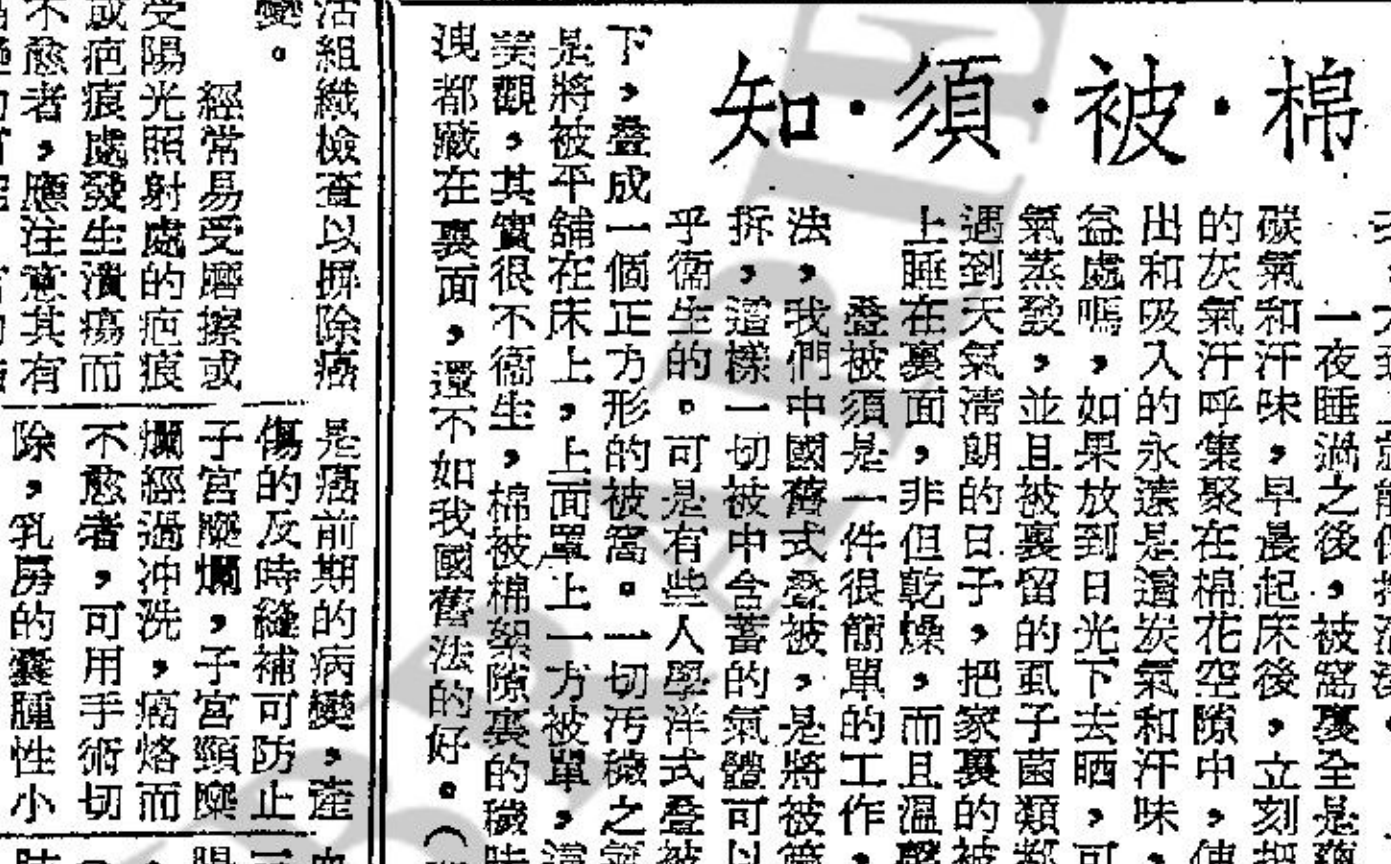 棉·被·須·知
一夜睡過之後,被窩裏全是
碳氣和汗味,早晨起床後,立刻把
的灰氣汗呼集聚在棉花空隙中,使
出和吸入的永遠是這炭氣和汗味,
益處嗎,如果放到日光下去晒,可
氣蒸發,並且被裏留的虱子菌類都
遇到天氣清朗的日子,把家裏的被
上睡在裏面,非但乾燥,而且溫馨
疊被須是一件很簡單的工作,
法,我們中國舊式叠被,是將被
拆,這樣一切被中含蓄的氣體可以
乎衞生的。可是有些人學洋式疊被
下,疊成一個正方形的被窩。一切污穢之氣
是將被平舖在床上,上面罩上一方被單,這
美觀,其實很不衞生,棉被棉絮隙裏的穢味
洩都藏在裏面,還不如我國舊法的好。(
活組織檢查以摒除癌
變。
經常易受磨擦或
受陽光照射處的疤痕
或疤痕處發生潰瘍而
不愈者,應注意其有
是癌前期的病變,產
傷的及時縫補可防止
子宮糜爛,子宮頸糜
爛經過冲洗,癌烙而
不愈者,可用手術切
除,乳房的囊腫性小